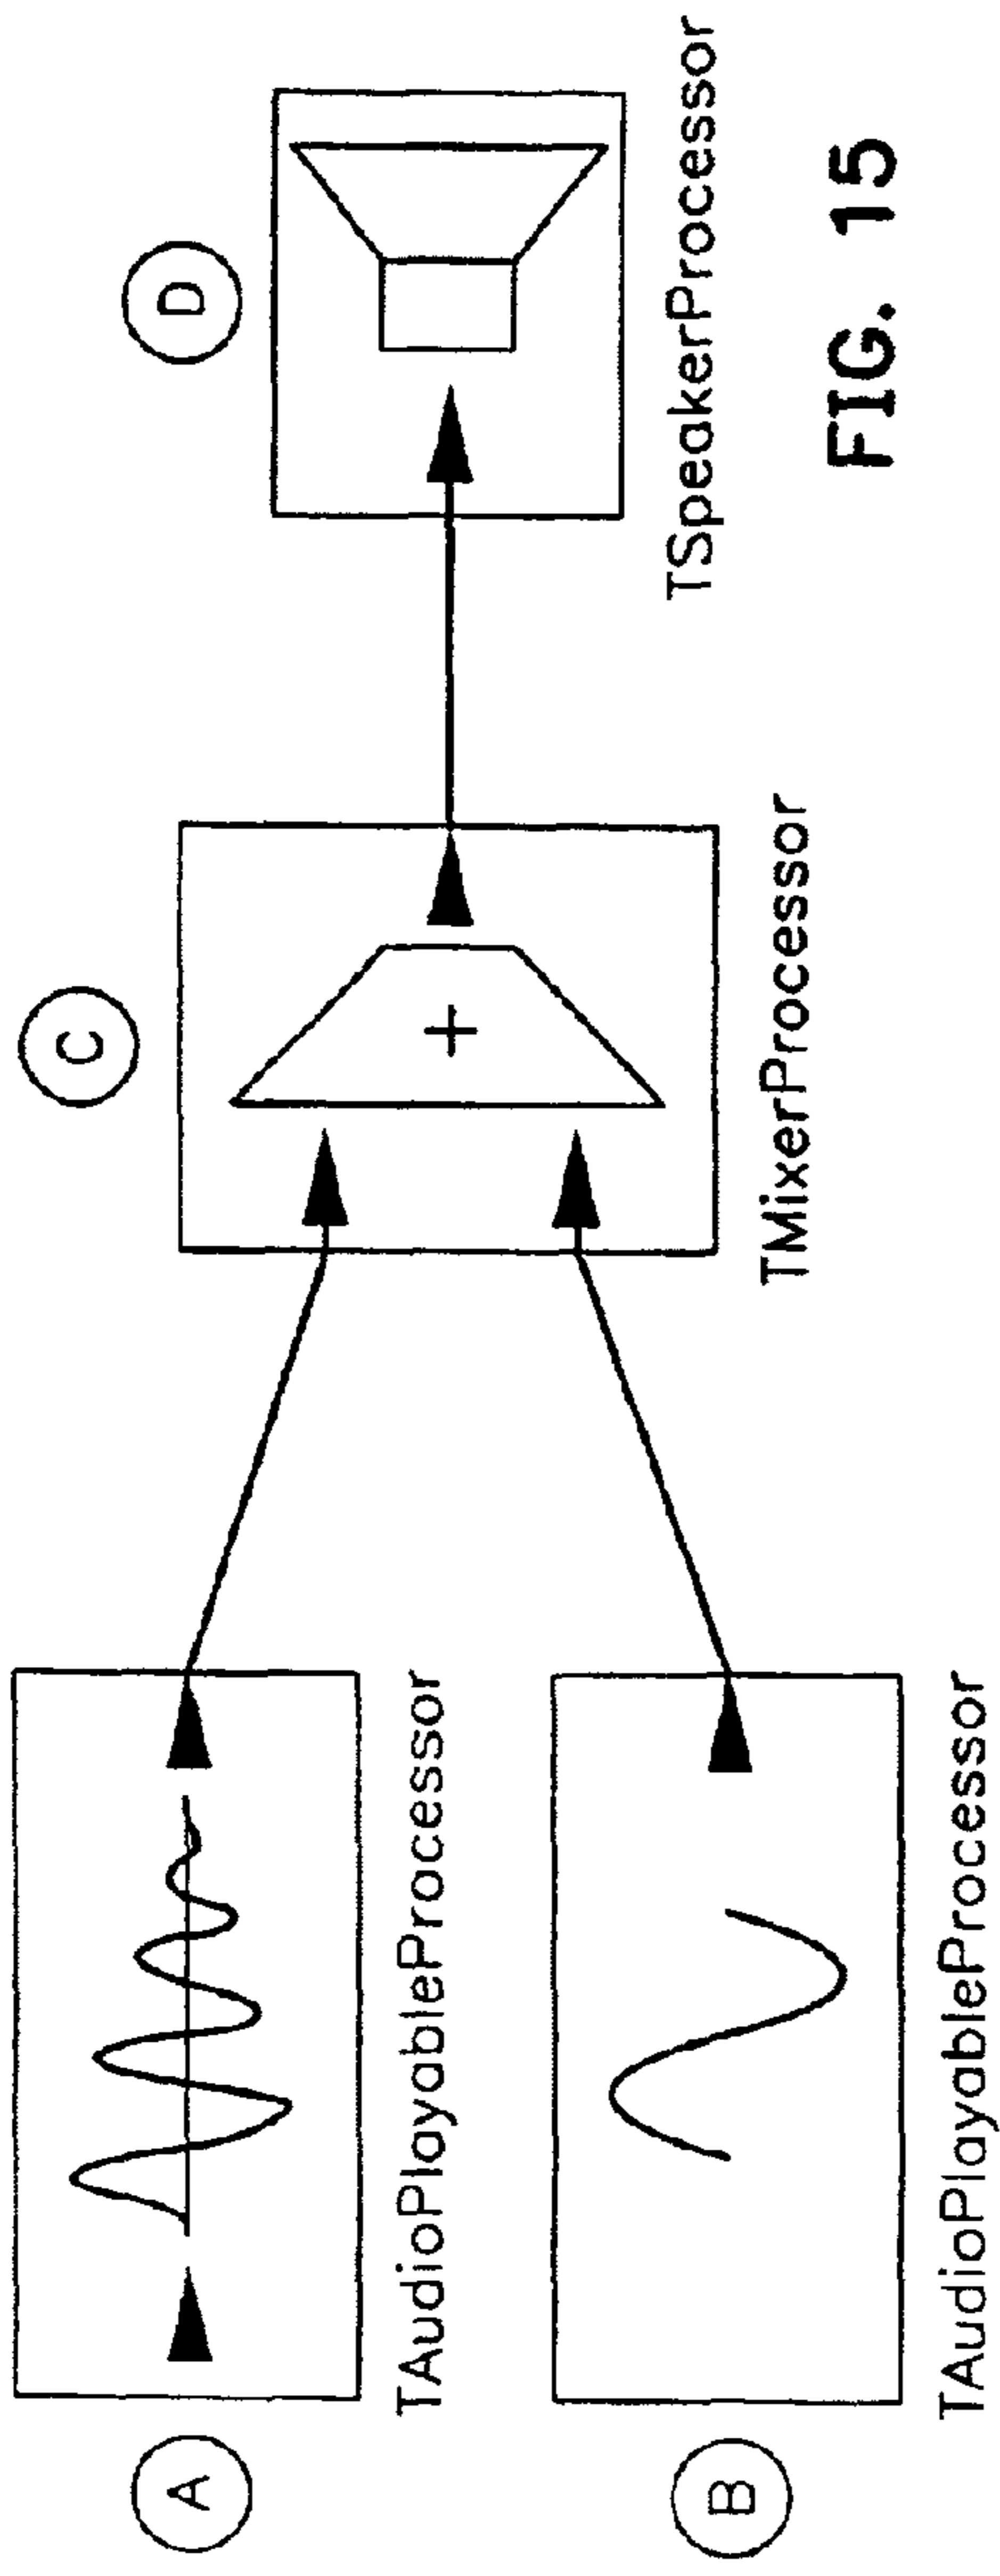 A
TAudioPlayableProcessor
B
TAudioPlayableProcessor
C
+
TMixerProcessor
D
TSpeakerProcessor
FIG. 15